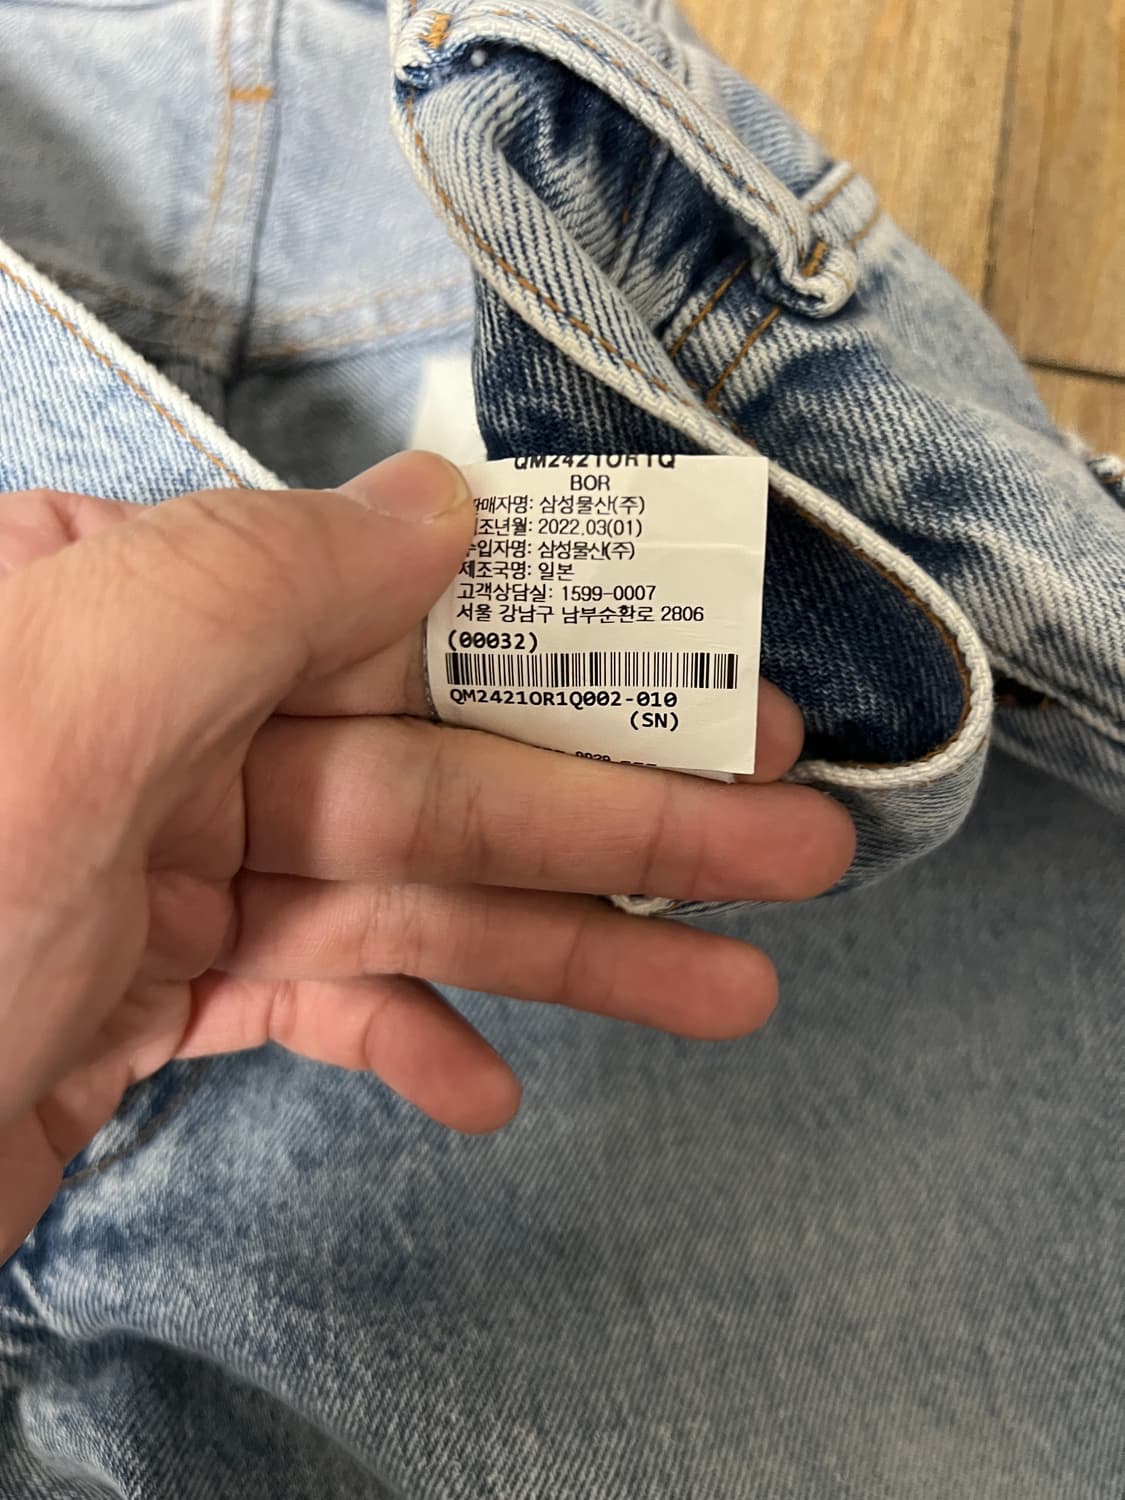 QM2421OR1Q
BOR
판매자명: 삼성물산(주)
제조년월: 2022.03(01)
수입자명: 삼성물산(주)
제조국명: 일본
고객상담실: 1599-0007
서울 강남구 남부순환로 2806
(00032)
QM2421OR1Q002-010
(SN)